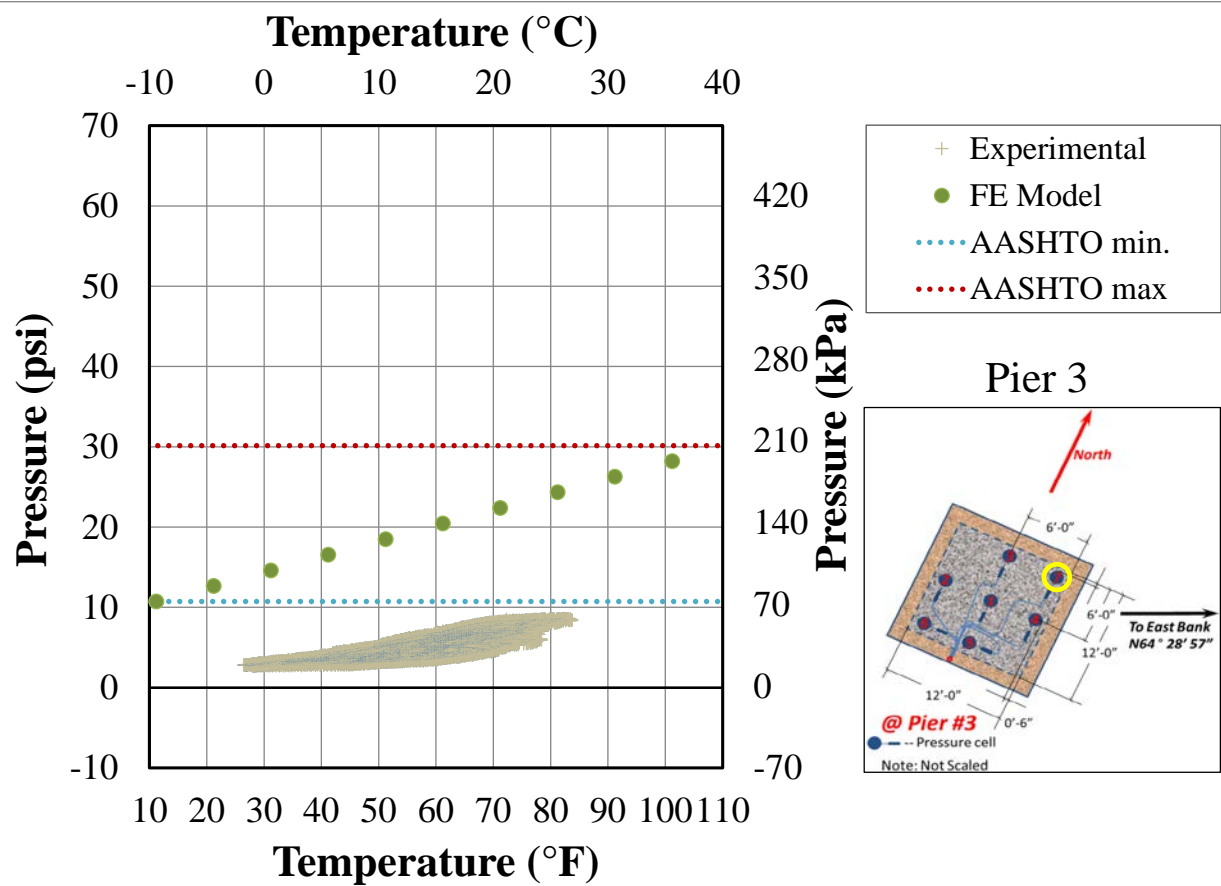 Temperature (°C)
-10 0 10 20 30 40
70
60
50
40
30
20
10
0
-10
Pressure (psi)
420
350
280
210
140
70
0
-70
Pressure (kPa)
10 20 30 40 50 60 70 80 90 100 110
Temperature (°F)
Experimental
FE Model
AASHTO min.
AASHTO max
Pier 3
North
6'-0"
6'-0"
To East Bank
N64° 28' 57"
12'-0"
12'-0"
0'-6"
@ Pier #3
Pressure cell
Note: Not Scaled